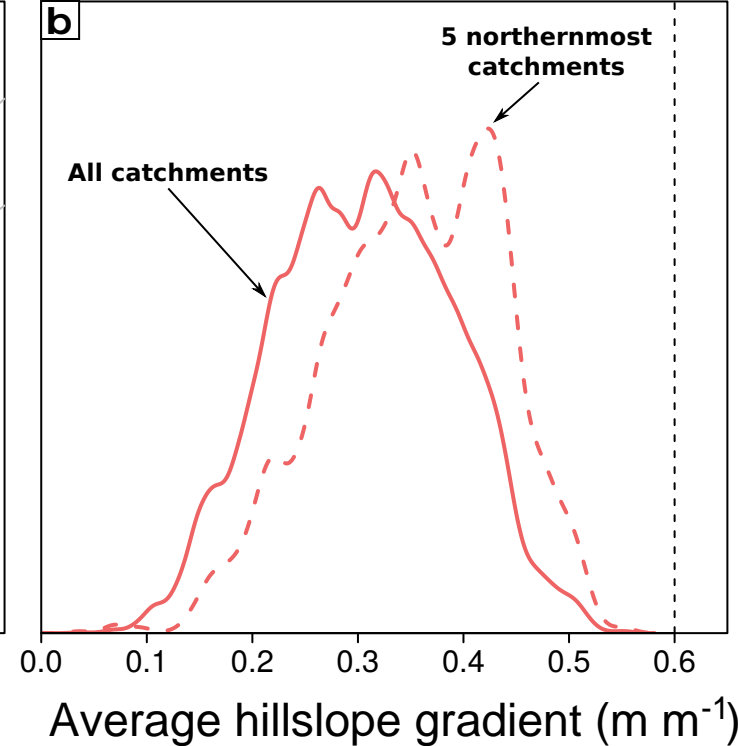 b
5 northernmost
catchments
All catchments
0.0 0.1 0.2 0.3 0.4 0.5 0.6
Average hillslope gradient (m m⁻¹)